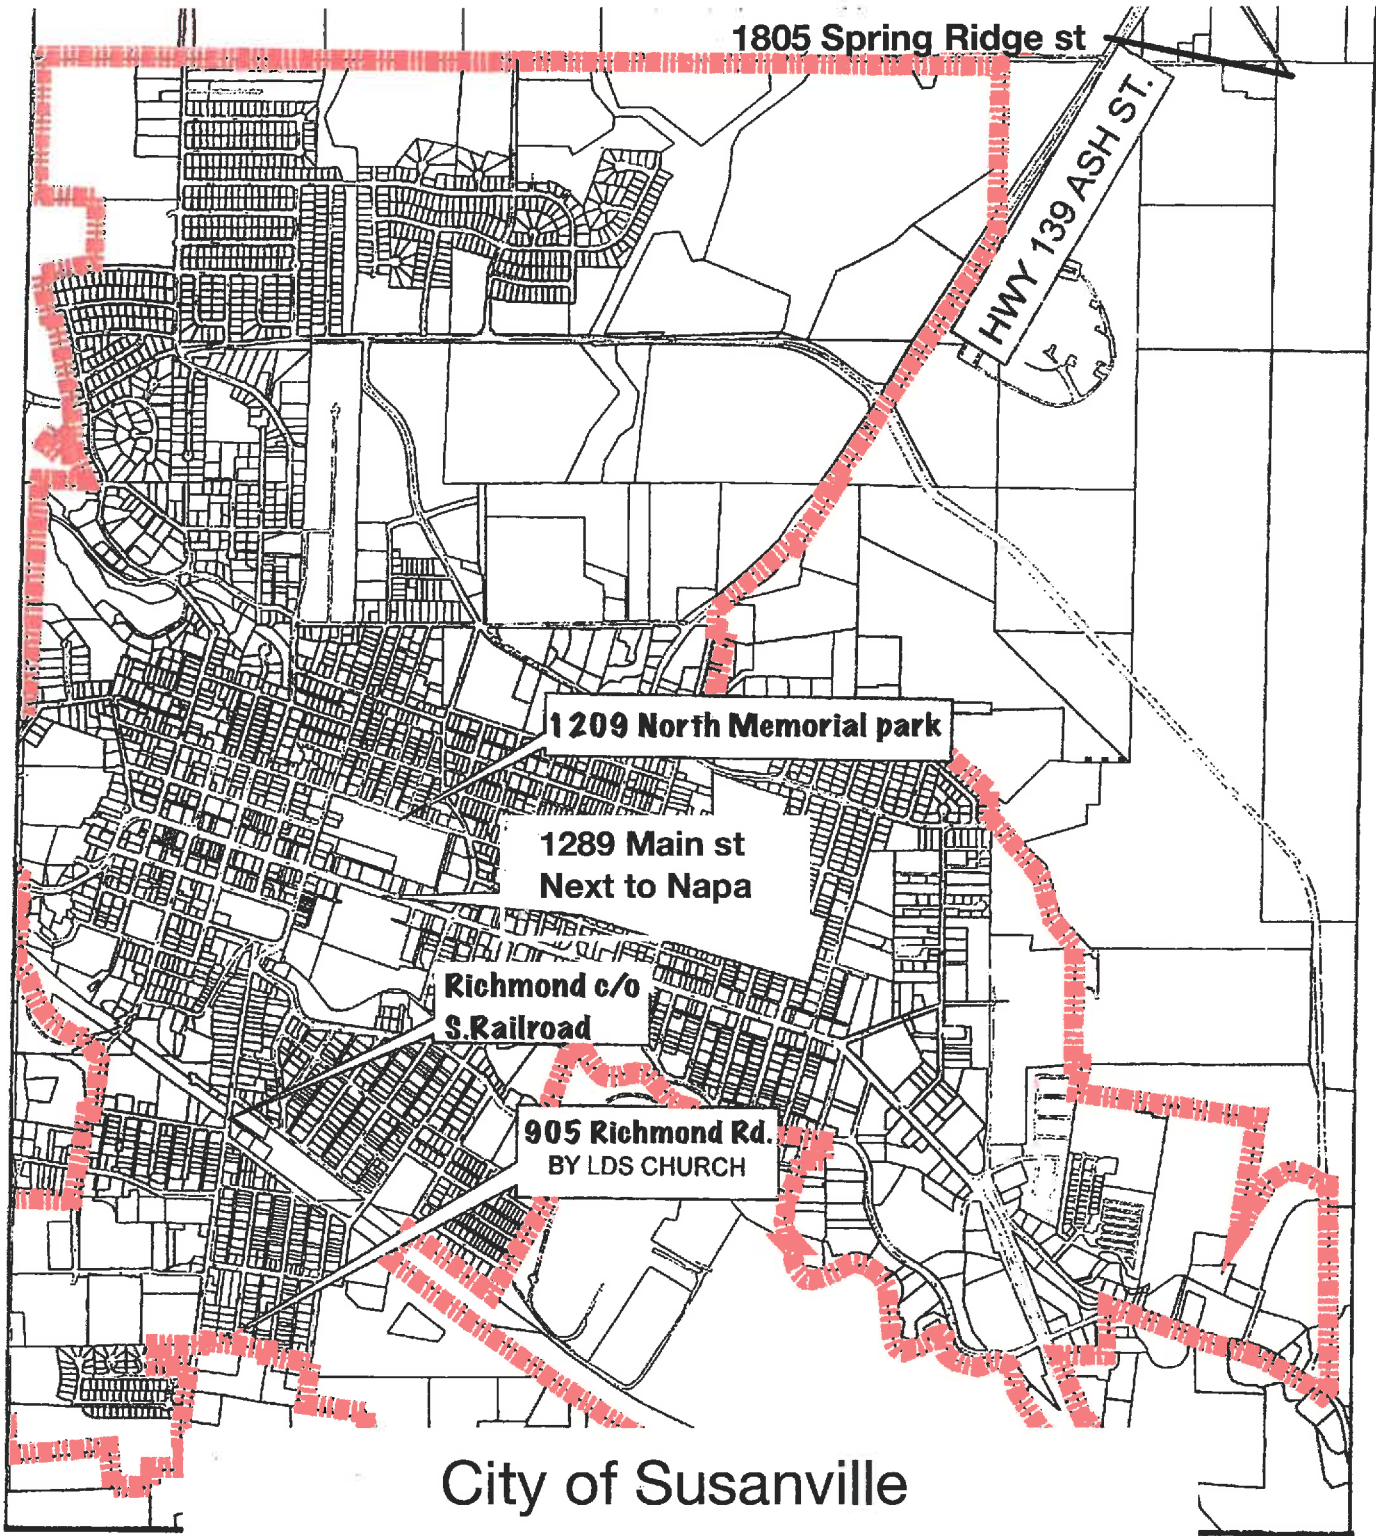 1805 Spring Ridge st
HWY 139 ASH ST.
1209 North Memorial park
1289 Main st
Next to Napa
Richmond c/o
S.Railroad
905 Richmond Rd.
BY LDS CHURCH
City of Susanville